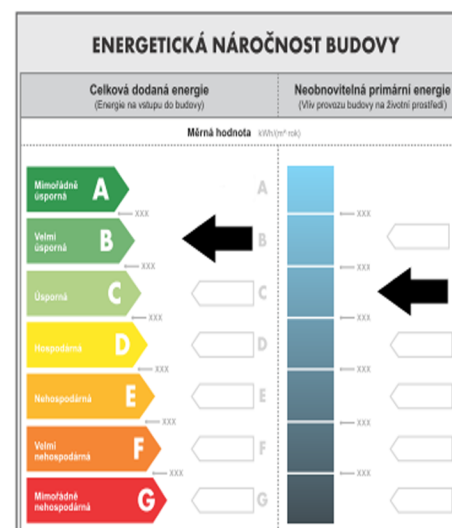 ENERGETICKÁ NÁROČNOST BUDOVY
Celková dodaná energie
(Energie na vstupu do budovy)
Neobnovitelná primární energie
(Vliv provozu budovy na životní prostředí)
Měrná hodnota kWh/(m² rok)
Mimořádně
úsporná
A
A
XXX
XXX
Velmi
úsporná
B
B
XXX
XXX
Úsporná
C
C
XXX
XXX
Hospodárná
D
D
XXX
XXX
Nehospodárná
E
E
XXX
XXX
Velmi
nehospodárná
F
F
XXX
XXX
Mimořádně
nehospodárná
G
G